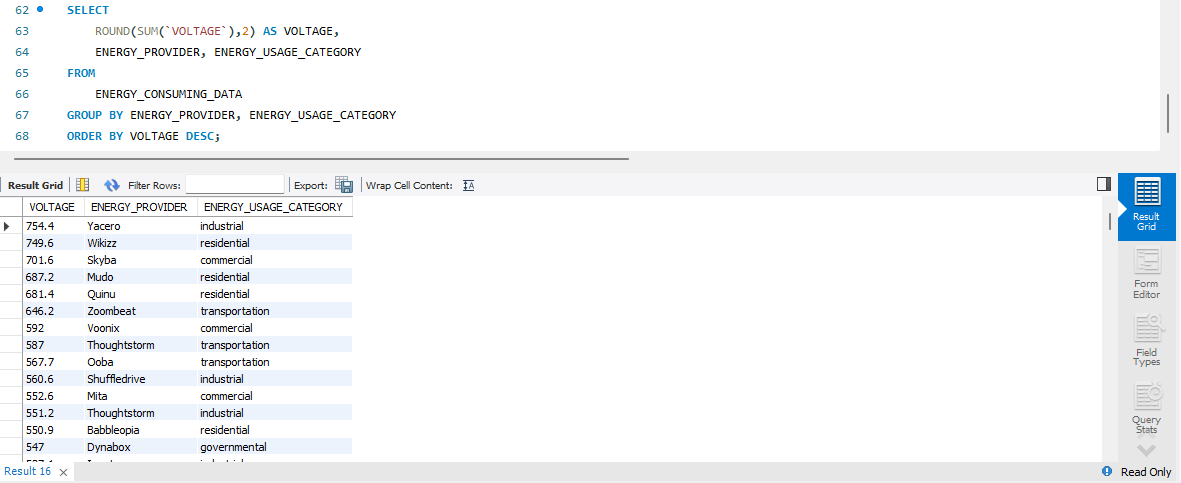 62 SELECT
63 ROUND(SUM(`VOLTAGE`),2) AS VOLTAGE,
64 ENERGY_PROVIDER, ENERGY_USAGE_CATEGORY
65 FROM
66 ENERGY_CONSUMING_DATA
67 GROUP BY ENERGY_PROVIDER, ENERGY_USAGE_CATEGORY
68 ORDER BY VOLTAGE DESC;
Result Grid Filter Rows: Export: Wrap Cell Content:
VOLTAGE ENERGY_PROVIDER ENERGY_USAGE_CATEGORY
754.4 Yacero industrial
749.6 Wikizz residential
701.6 Skyba commercial
687.2 Mudo residential
681.4 Quinu residential
646.2 Zoombeat transportation
592 Voonix commercial
587 Thoughtstorm transportation
567.7 Ooba transportation
560.6 Shuffledrive industrial
552.6 Mita commercial
551.2 Thoughtstorm industrial
550.9 Babbleopia residential
547 Dynabox governmental
Result
Grid
Form
Editor
Field
Types
Query
Stats
Result 16
Read Only